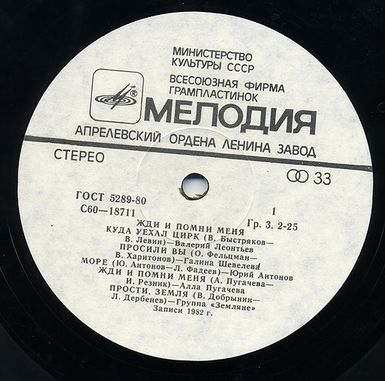 МИНИСТЕРСТВО
КУЛЬТУРЫ СССР
ВСЕСОЮЗНАЯ ФИРМА
ГРАМПЛАСТИНОК
МЕЛОДИЯ
АПРЕЛЕВСКИЙ ОРДЕНА ЛЕНИНА ЗАВОД
СТЕРЕО
33
ГОСТ 5289-80
С60—18711
1
Гр. 3. 2-25
ЖДИ И ПОМНИ МЕНЯ
КУДА УЕХАЛ ЦИРК (В. Быстряков—
В. Левин)—Валерий Леонтьев
ПРОСИЛИ ВЫ (О. Фельцман—
В. Харитонов)—Галина Шевелева
МОРЕ (Ю. Антонов—Л. Фадеев)—Юрий Антонов
ЖДИ И ПОМНИ МЕНЯ (А. Пугачева—
И. Резник)—Алла Пугачева
ПРОСТИ, ЗЕМЛЯ (В. Добрынин—
Л. Дербенев)—Группа «Земляне»
Записи 1982 г.